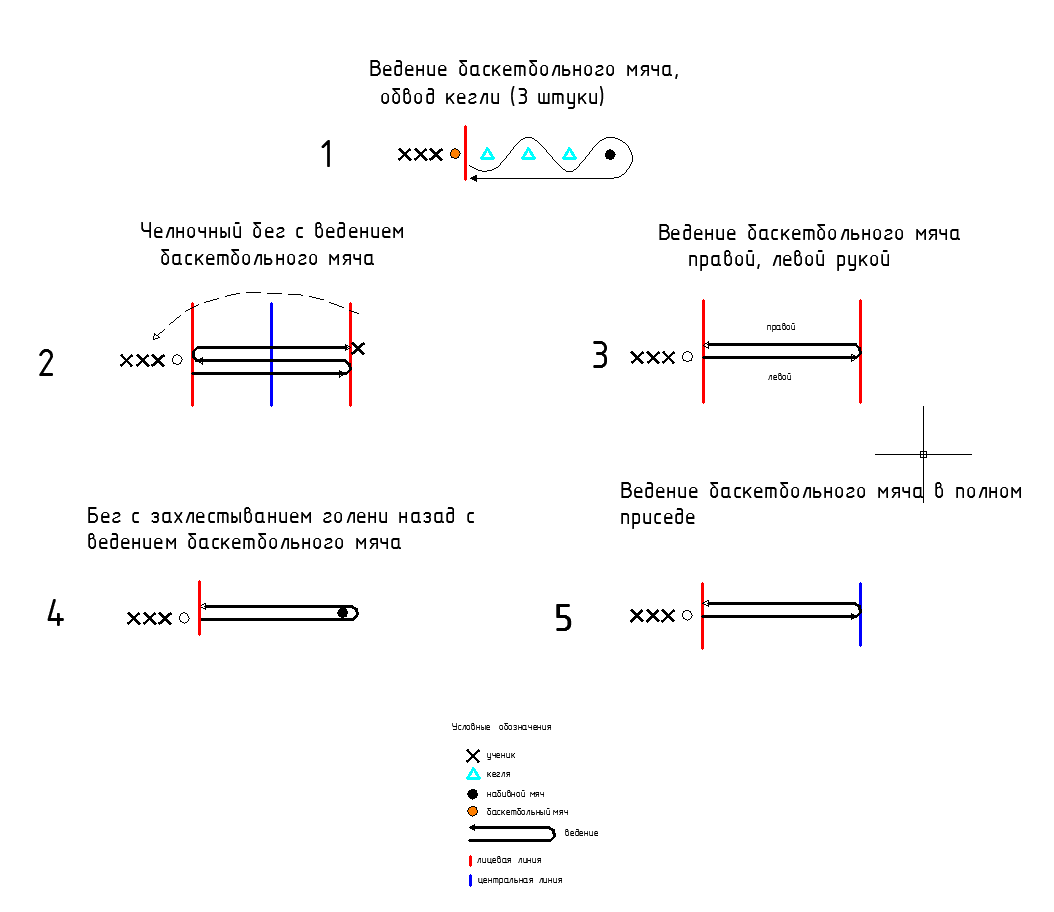 Ведение баскетбольного мяча,
обвод кегли (3 штуки)
1
Челночный бег с ведением
баскетбольного мяча
2
Ведение баскетбольного мяча
правой, левой рукой
3
правой
левой
Бег с захлестыванием голени назад с
ведением баскетбольного мяча
4
Ведение баскетбольного мяча в полном
приседе
5
Условные обозначения
ученик
кегля
набивной мяч
баскетбольный мяч
ведение
лицевая линия
центральная линия